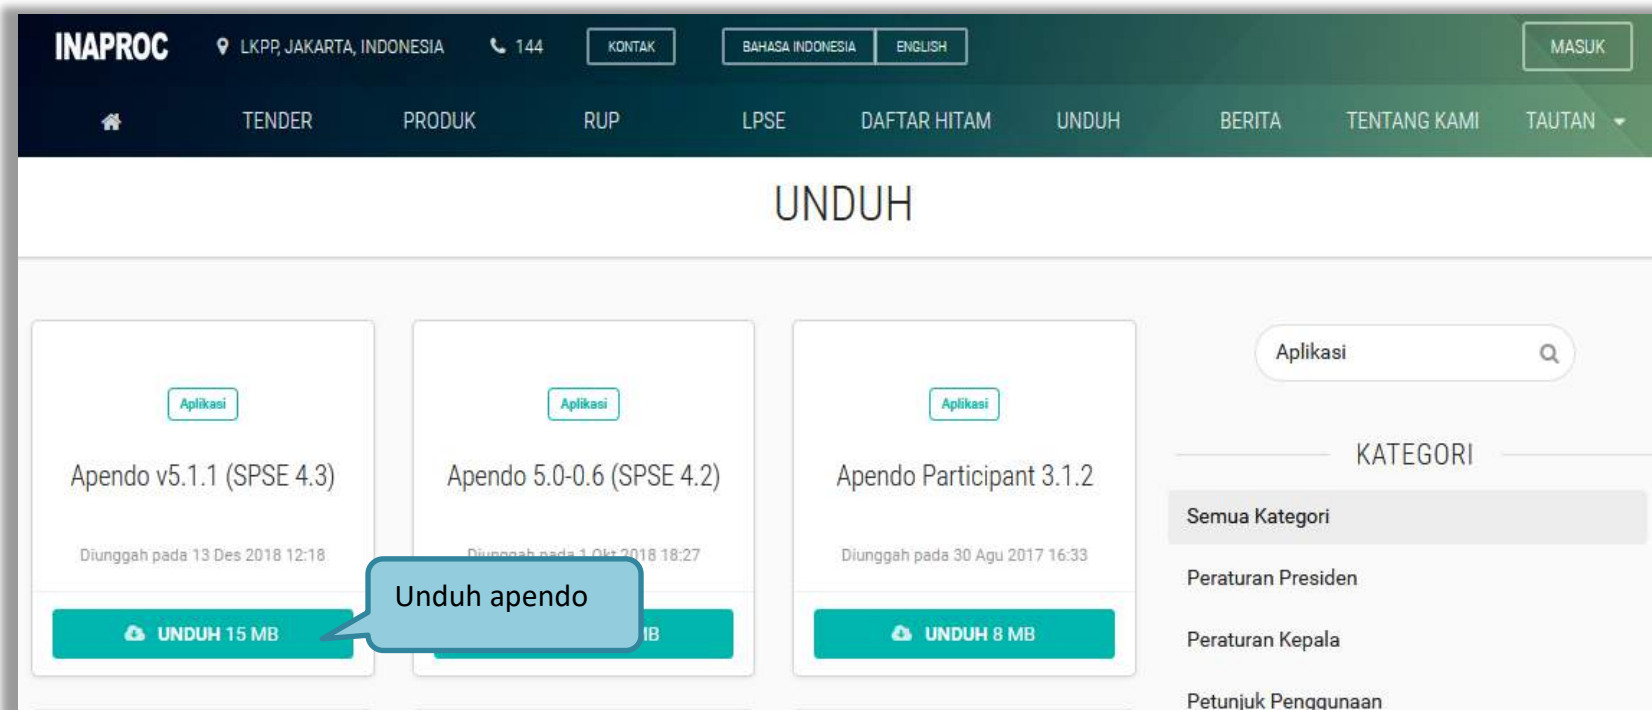 INAPROC LKPP, JAKARTA, INDONESIA 144 KONTAK BAHASA INDONESIA ENGLISH MASUK
TENDER PRODUK RUP LPSE DAFTAR HITAM UNDUH BERITA TENTANG KAMI TAUTAN
UNDUH
Aplikasi
Apendo v5.1.1 (SPSE 4.3)
Diunggah pada 13 Des 2018 12:18
UNDUH 15 MB
Unduh apendo
Aplikasi
Apendo 5.0-0.6 (SPSE 4.2)
Diunggah pada 1 Okt 2018 18:27
MB
Aplikasi
Apendo Participant 3.1.2
Diunggah pada 30 Agu 2017 16:33
UNDUH 8 MB
Aplikasi
KATEGORI
Semua Kategori
Peraturan Presiden
Peraturan Kepala
Petunjuk Penggunaan